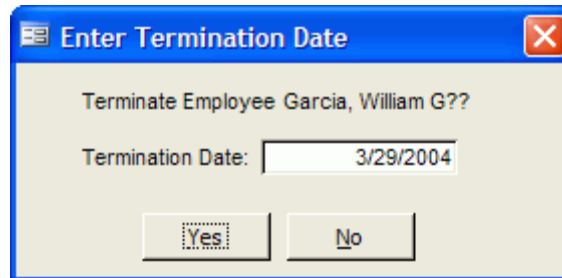 Enter Termination Date
Terminate Employee Garcia, William G??
Termination Date: 3/29/2004
Yes No